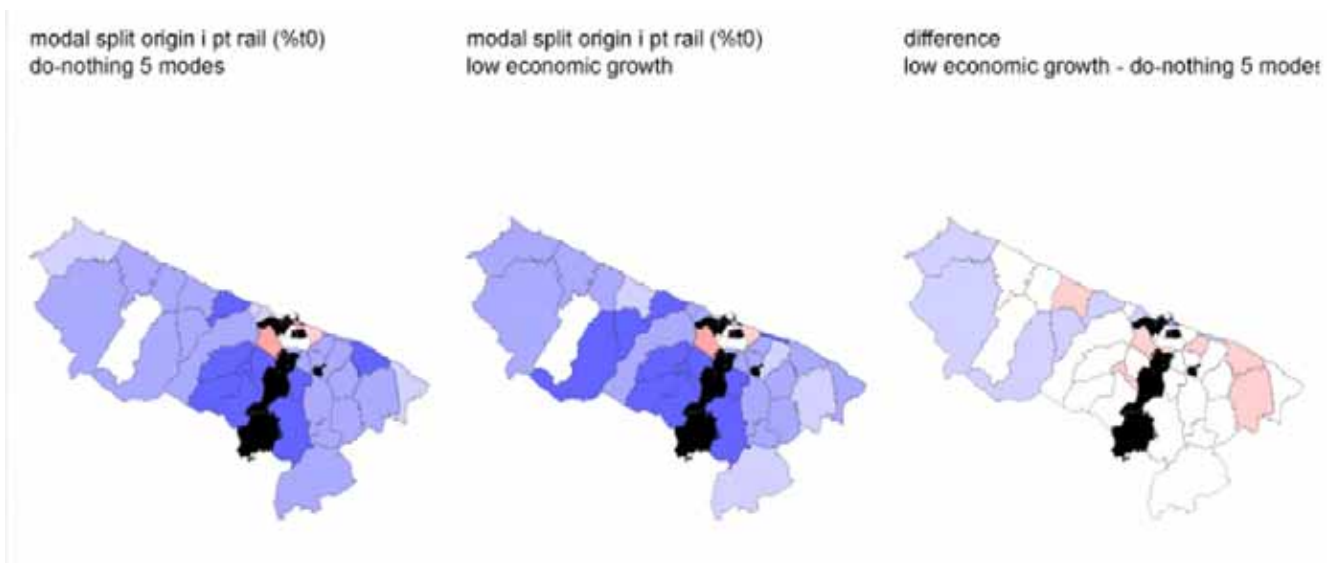 modal split origin i pt rail (%t0)
do-nothing 5 modes
modal split origin i pt rail (%t0)
low economic growth
difference
low economic growth - do-nothing 5 modes